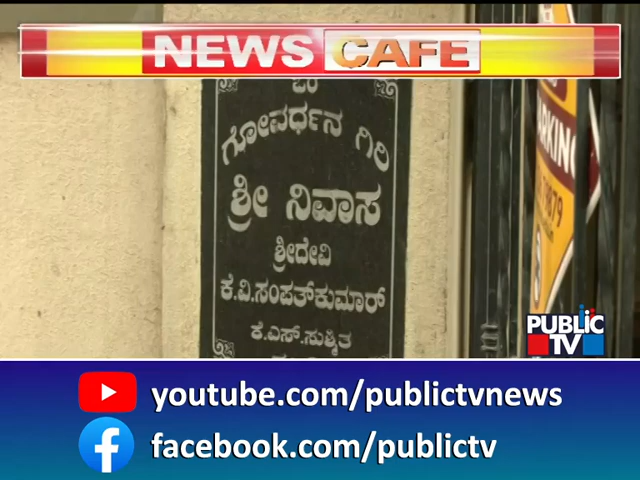 NEWS CAFE
ಗೋವರ್ಧನ ಗಿರಿ
ಶ್ರೀ ನಿವಾಸ
ಶ್ರೀದೇವಿ
ಕೆ.ವಿ.ಸಂಪತ್‌ಕುಮಾರ್
ಕೆ.ಎಸ್.ಸುಶ್ಮಿತ
PUBLIC
TV
youtube.com/publictvnews
facebook.com/publictv